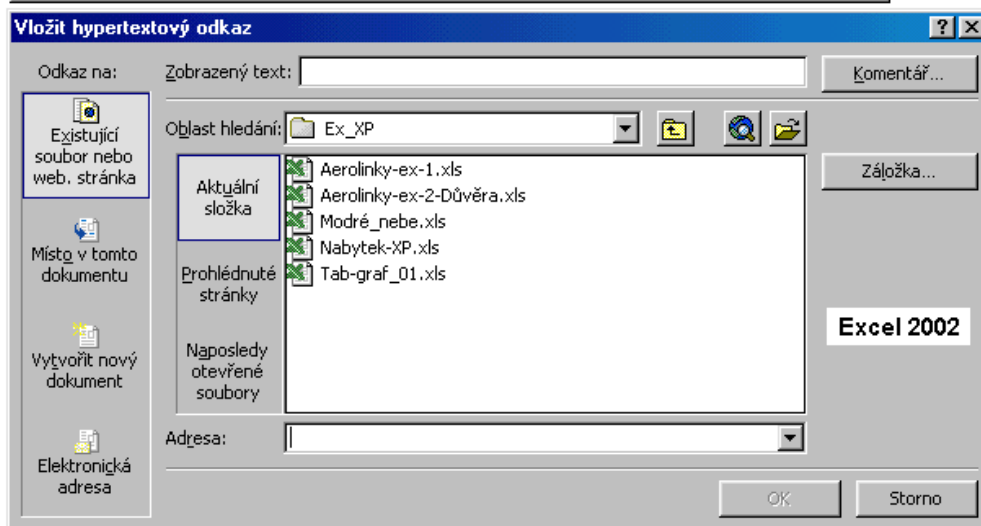 Vložit hypertextový odkaz
Odkaz na:
Zobrazený text:
Komentář...
Existující
soubor nebo
web. stránka
Oblast hledání:
Ex_XP
Aktuální
složka
Aerolinky-ex-1.xls
Aerolinky-ex-2-Důvěra.xls
Modré_nebe.xls
Nabytek-XP.xls
Tab-graf_01.xls
Záložka...
Místo v tomto
dokumentu
Prohlédnuté
stránky
Excel 2002
Vytvořit nový
dokument
Naposledy
otevřené
soubory
Adresa:
Elektronická
adresa
OK
Storno